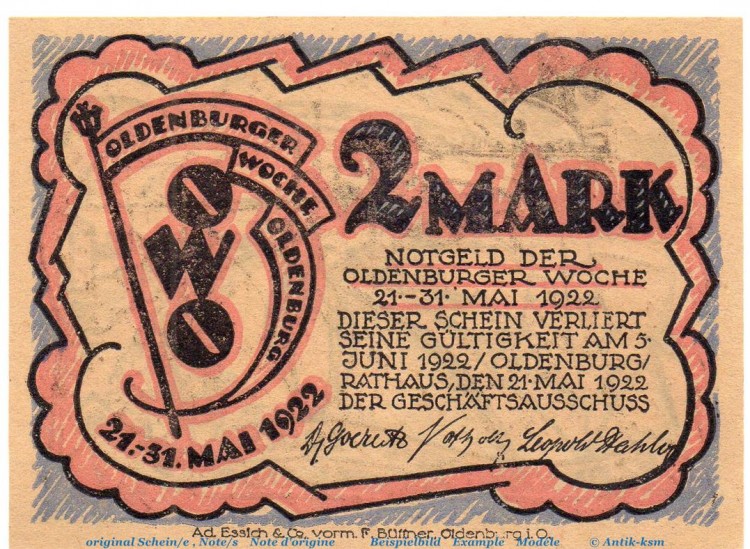 OLDENBURGER
WOCHE
OLDENBURG
O
W
O
21.-31. MAI 1922
2 MARK
NOTGELD DER
OLDENBURGER WOCHE
21.-31. MAI 1922
DIESER SCHEIN VERLIERT
SEINE GÜLTIGKEIT AM 5.
JUNI 1922/OLDENBURG/
RATHAUS, DEN 21. MAI 1922
DER GESCHÄFTSAUSSCHUSS
Leopold
Ad. Essich & Co., vorm. F. Büttner, Oldenburg i. O.
original Schein/e , Note/s Note d'origine Beispielbild Example Modèle © Antik-ksm